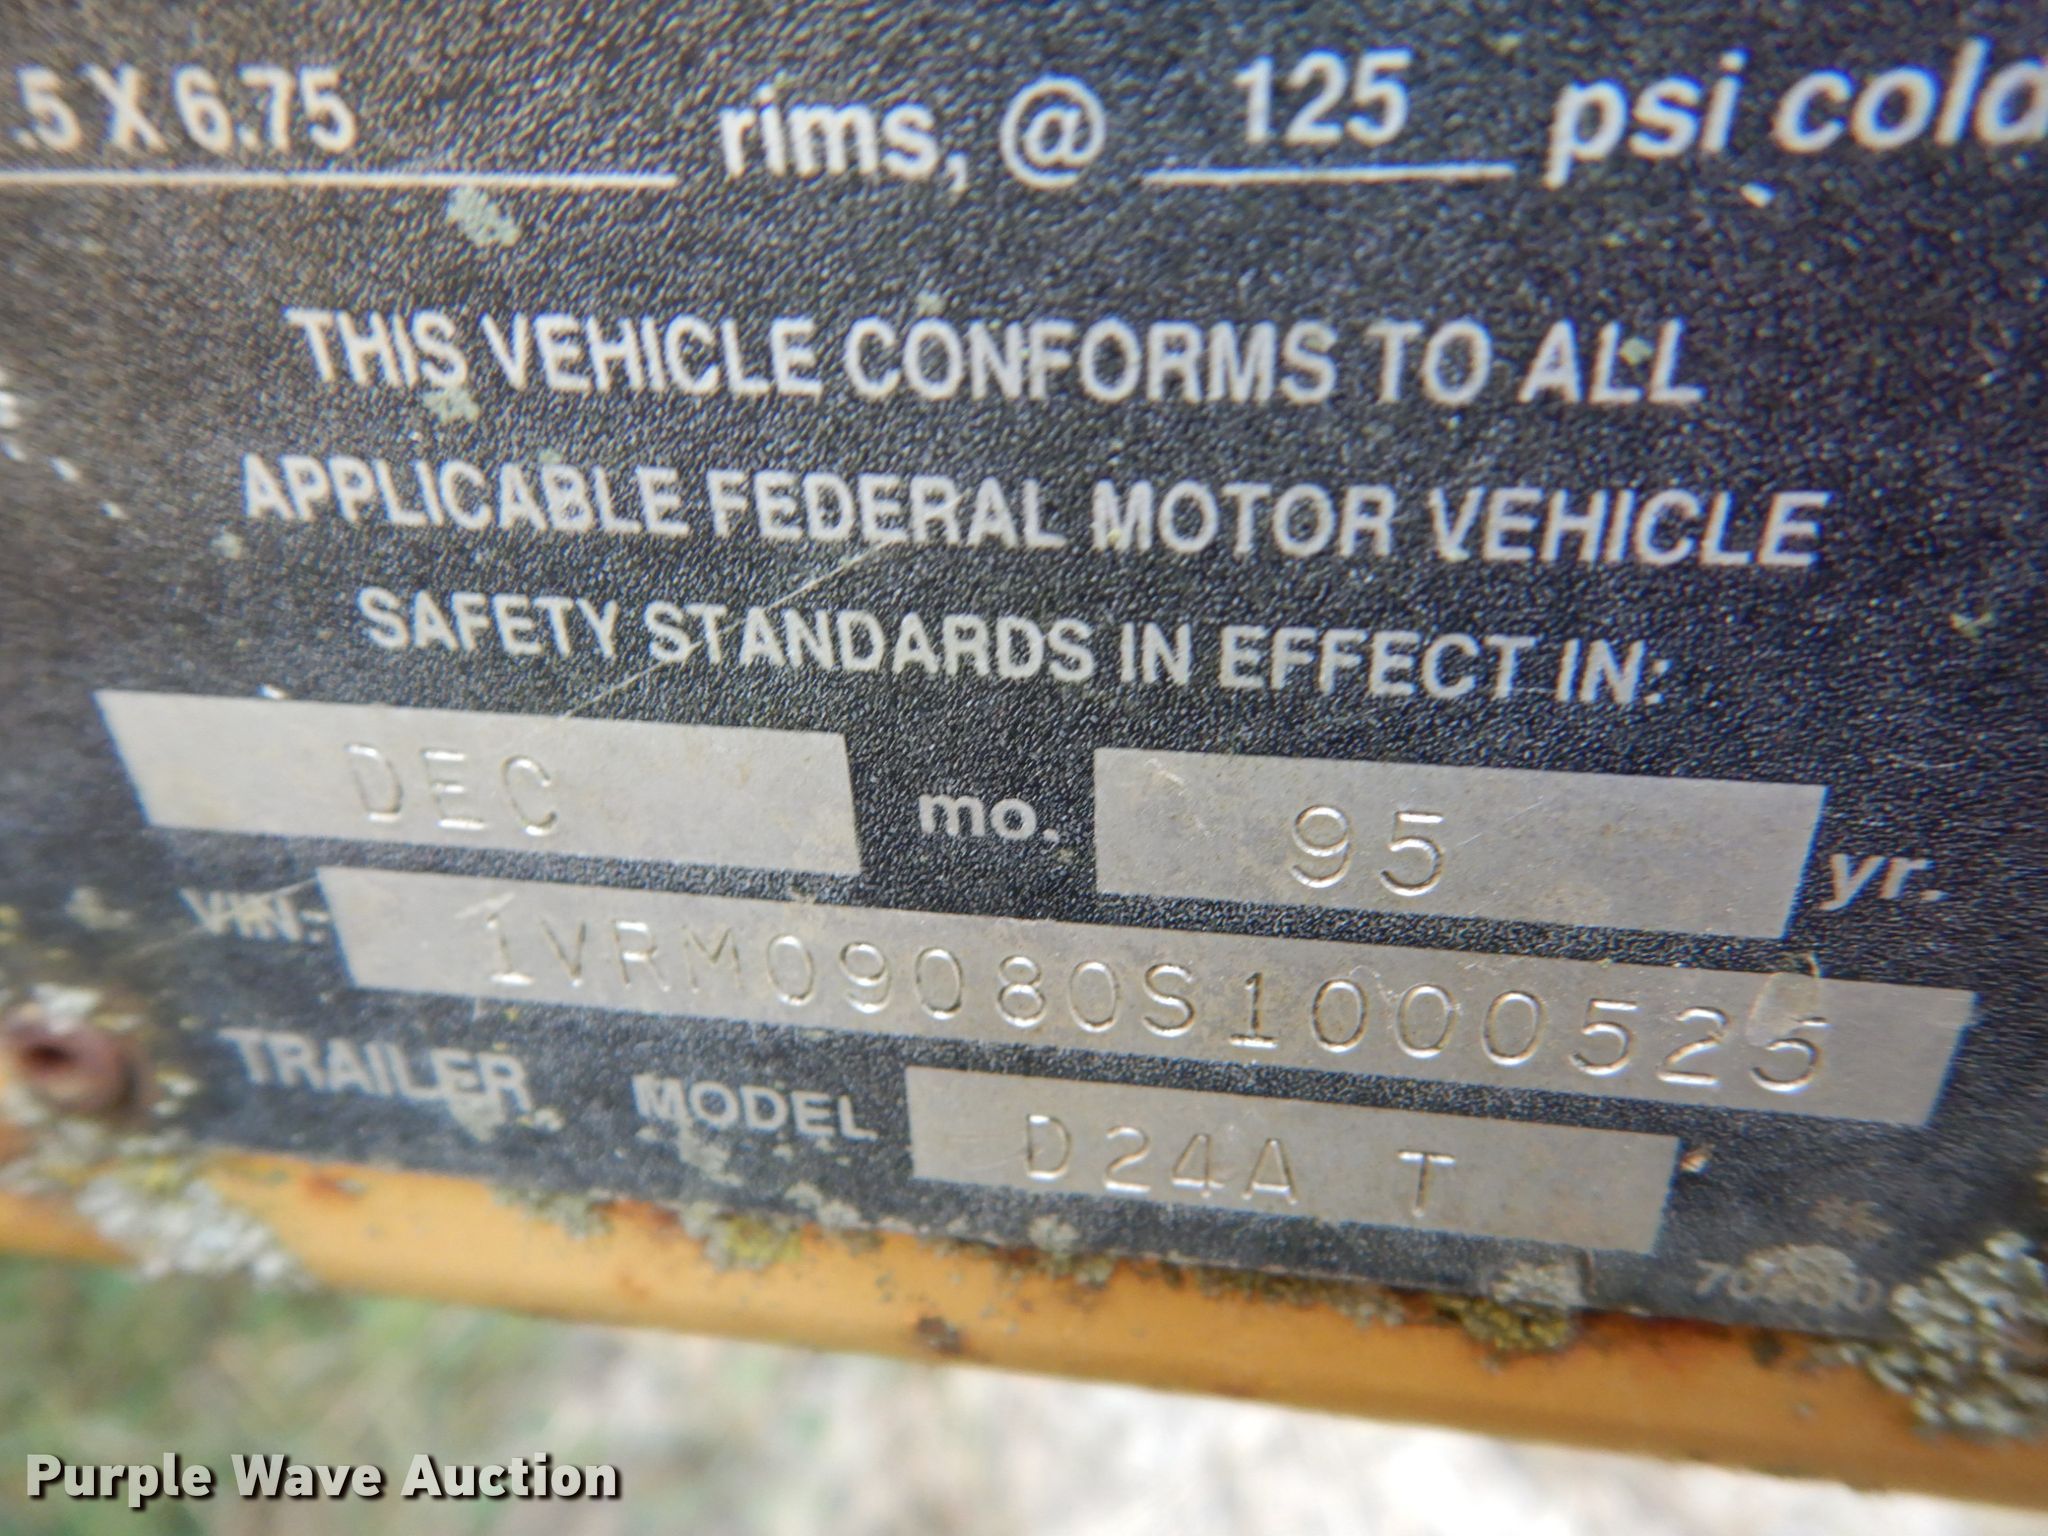 .5 X 6.75 rims, @ 125 psi cold
THIS VEHICLE CONFORMS TO ALL
APPLICABLE FEDERAL MOTOR VEHICLE
SAFETY STANDARDS IN EFFECT IN:
DEC mo. 95 yr.
VIN: 1VRM09080S1000525
TRAILER MODEL D24A T
Purple Wave Auction